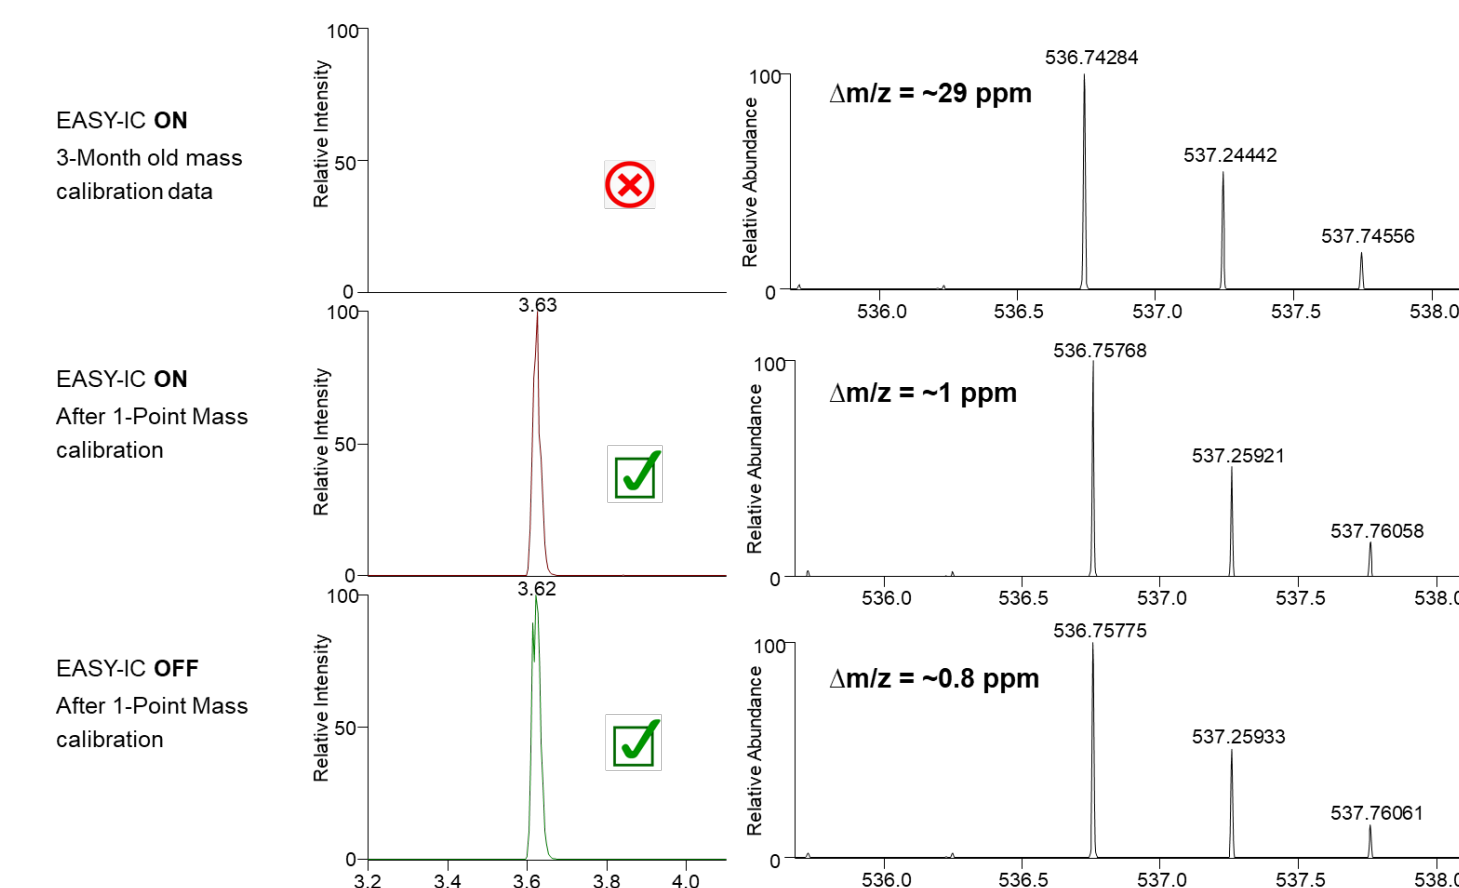 EASY-IC ON
3-Month old mass
calibration data
Relative Intensity
100
50
0
Relative Abundance
100
0
Δm/z = ~29 ppm
536.74284
537.24442
537.74556
536.0
536.5
537.0
537.5
538.0
EASY-IC ON
After 1-Point Mass
calibration
Relative Intensity
100
50
0
3.63
Relative Abundance
100
0
Δm/z = ~1 ppm
536.75768
537.25921
537.76058
536.0
536.5
537.0
537.5
538.0
EASY-IC OFF
After 1-Point Mass
calibration
Relative Intensity
100
50
0
3.62
3.2
3.4
3.6
3.8
4.0
Relative Abundance
100
0
Δm/z = ~0.8 ppm
536.75775
537.25933
537.76061
536.0
536.5
537.0
537.5
538.0